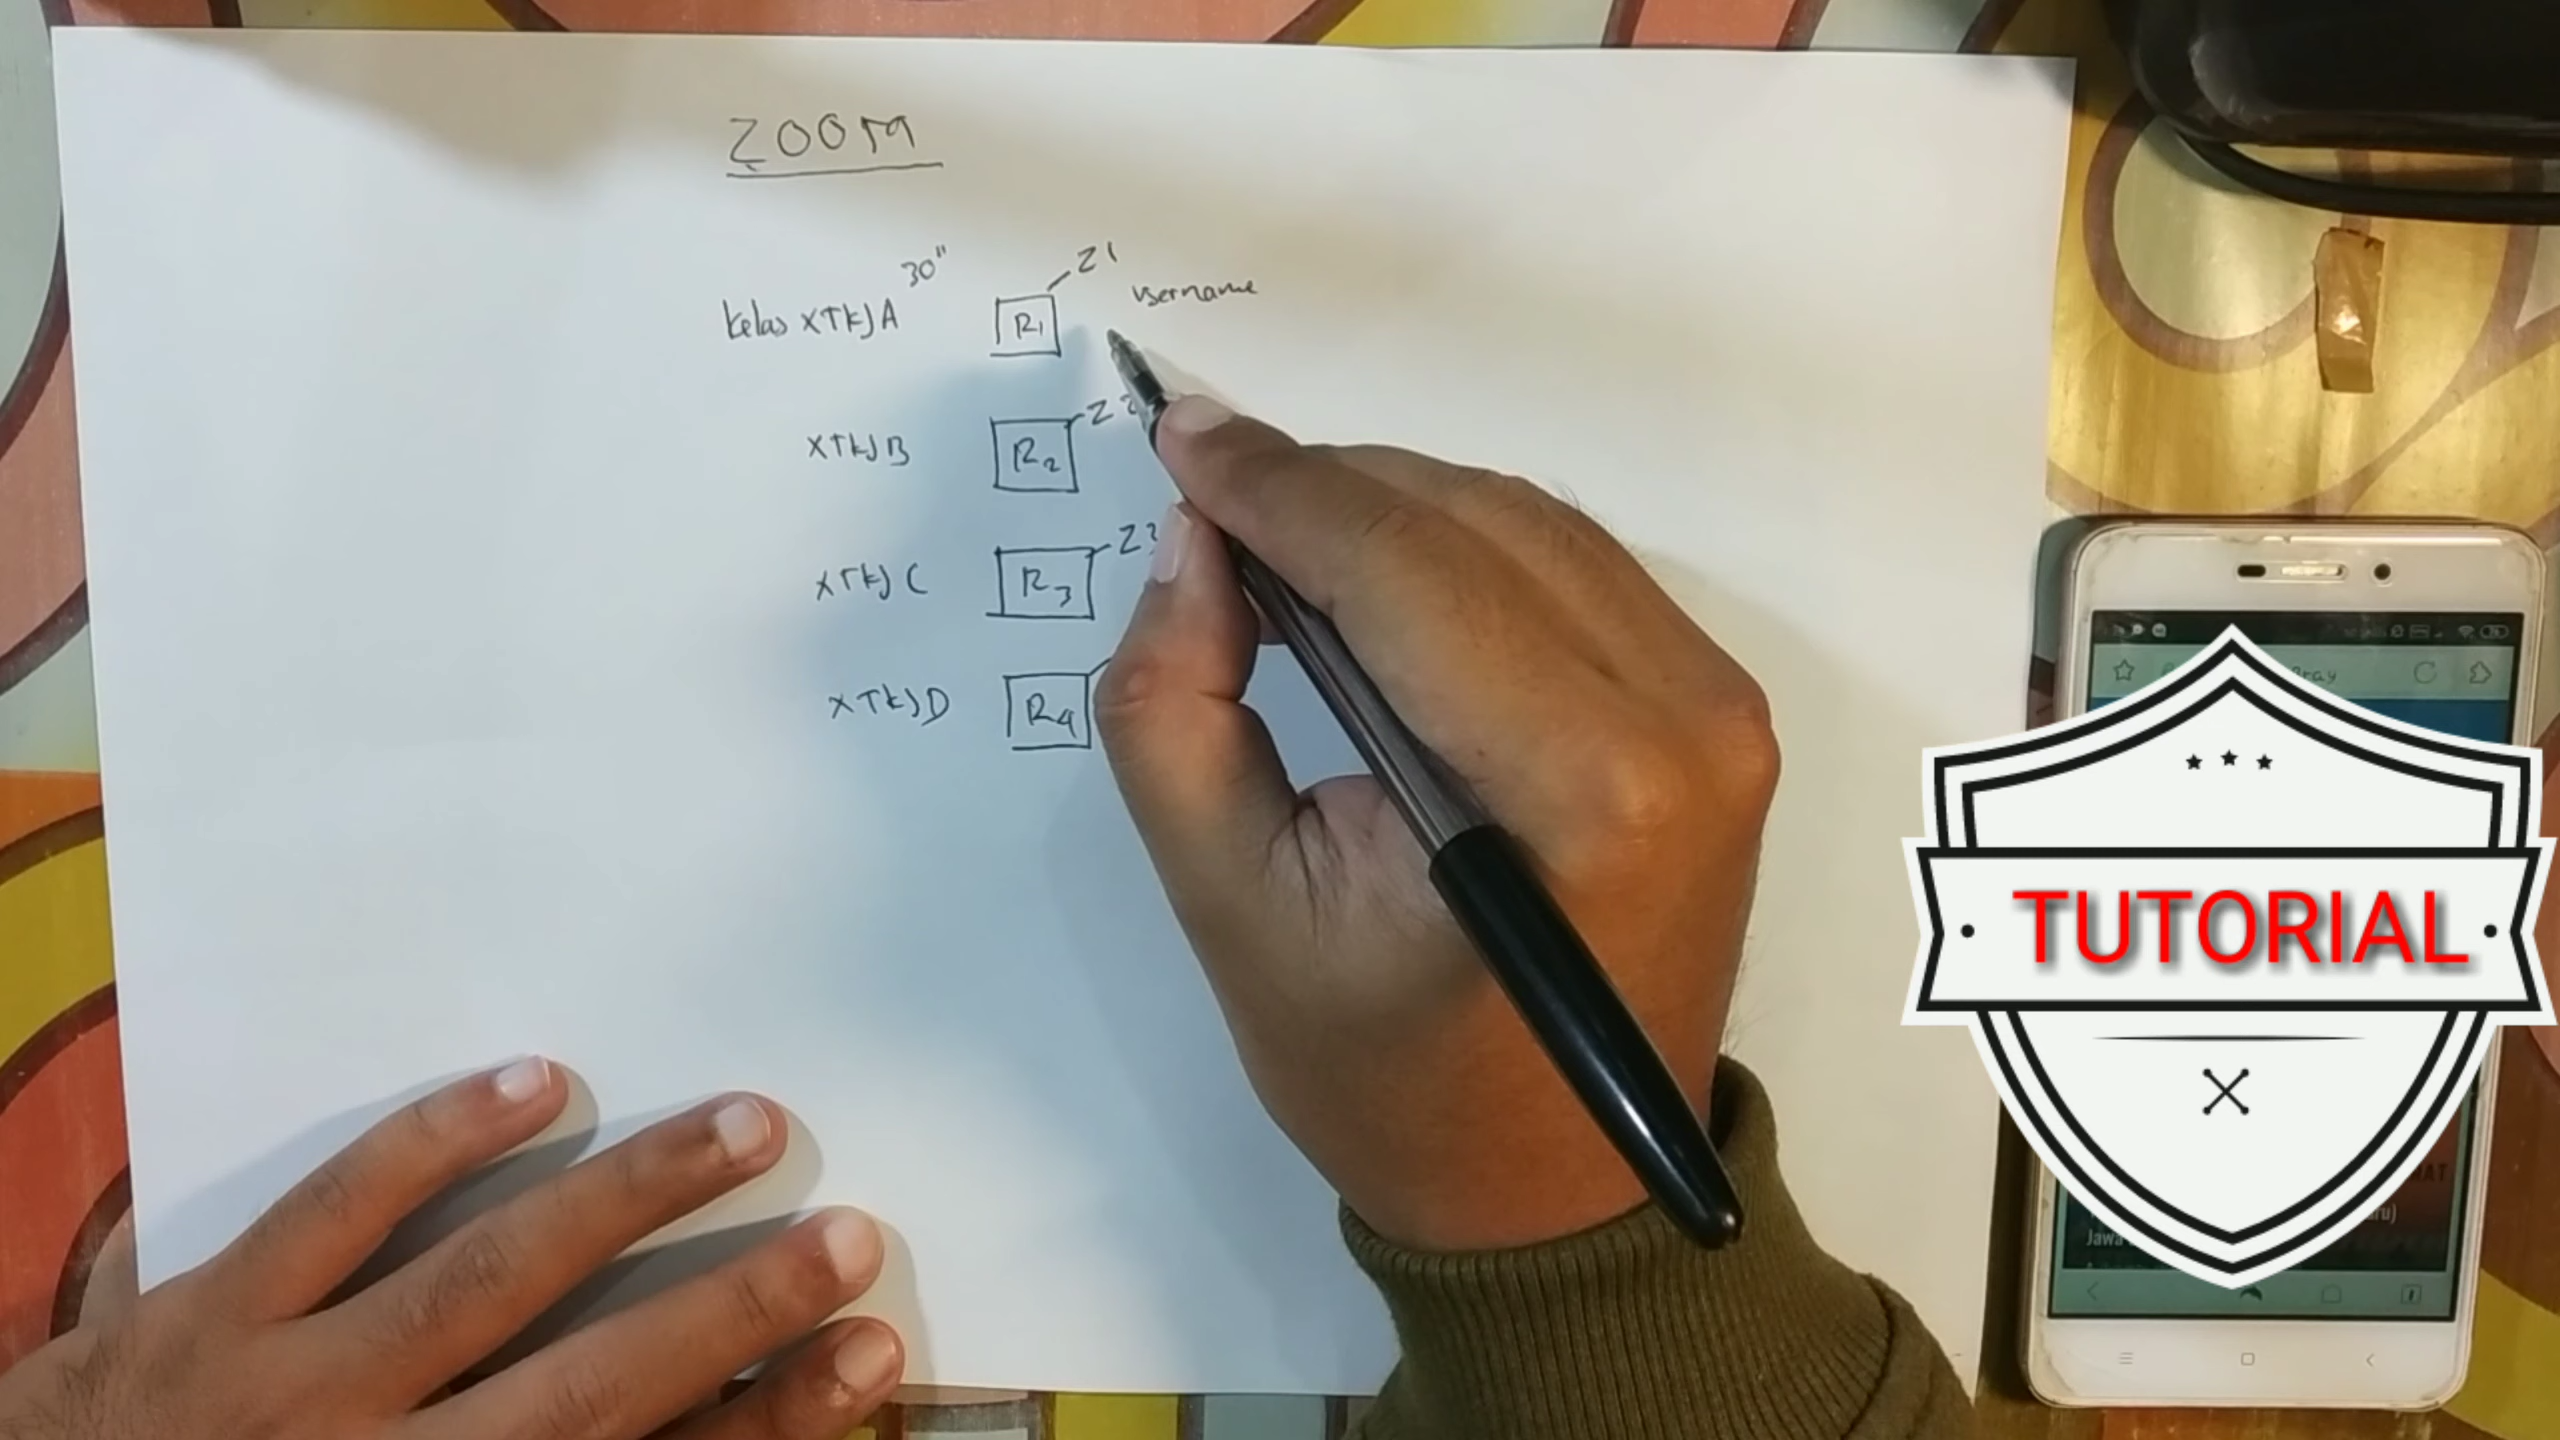 ZOOM
30"
Z1
Username
Kelas XTKJA
R1
Z2
XTKJB
R2
Z3
XTKJC
R3
XTKJD
R4
TUTORIAL